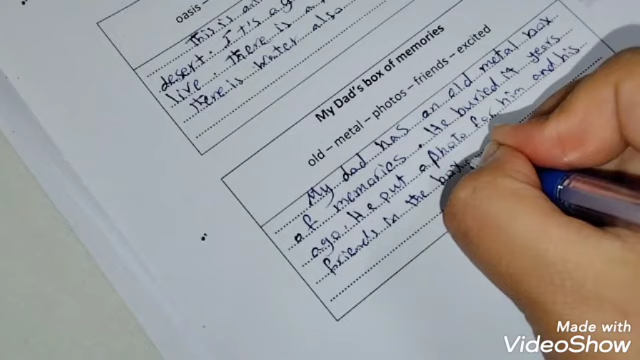 oasis –
This is an
desert. It's a g
live. There is a
there is water also
My Dad's box of memories
old – metal – photos – friends – excited
My dad has an old metal box
of memories. He buried it years
ago. He put a photo for him and his
friends in the box
Made with
VideoShow